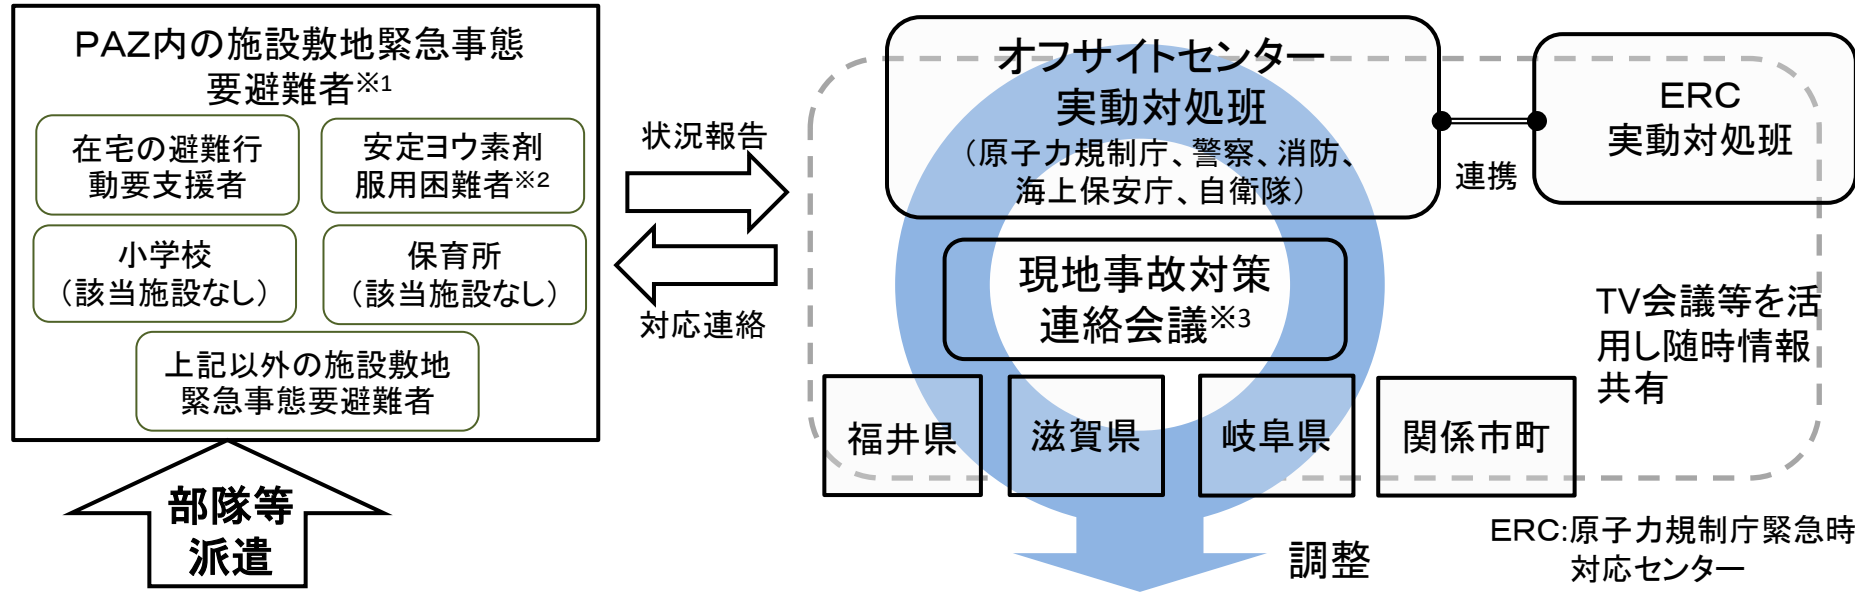 PAZ内の施設敷地緊急事態
要避難者※1
在宅の避難行
動要支援者
安定ヨウ素剤
服用困難者※2
小学校
（該当施設なし）
保育所
（該当施設なし）
上記以外の施設敷地
緊急事態要避難者
部隊等
派遣
状況報告
対応連絡
オフサイトセンター
実動対処班
（原子力規制庁、警察、消防、
海上保安庁、自衛隊）
連携
ERC
実動対処班
現地事故対策
連絡会議※3
TV会議等を活
用し随時情報
共有
福井県
滋賀県
岐阜県
関係市町
調整
ERC:原子力規制庁緊急時
対応センター